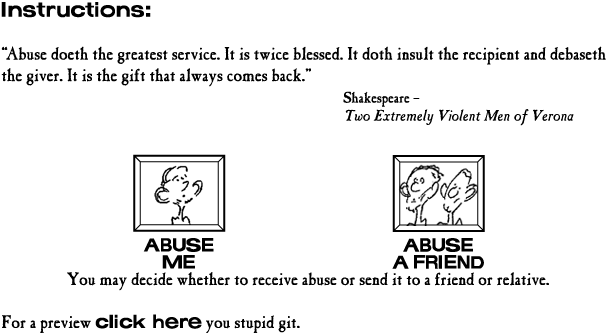 Instructions:
“Abuse doeth the greatest service. It is twice blessed. It doth insult the recipient and debaseth
the giver. It is the gift that always comes back.”
Shakespeare –
Two Extremely Violent Men of Verona
ABUSE
ME
ABUSE
A FRIEND
You may decide whether to receive abuse or send it to a friend or relative.
For a preview click here you stupid git.